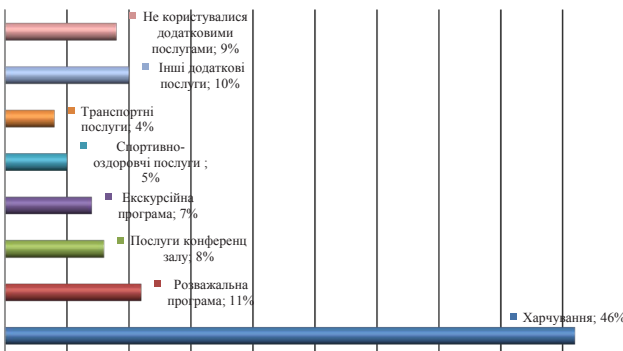 Не користувалися
додатковими
послугами; 9%
Інші додаткові
послуги; 10%
Транспортні
послуги; 4%
Спортивно-
оздоровчі послуги ;
5%
Екскурсійна
програма; 7%
Послуги конференц
залу; 8%
Розважальна
програма; 11%
Харчування; 46%